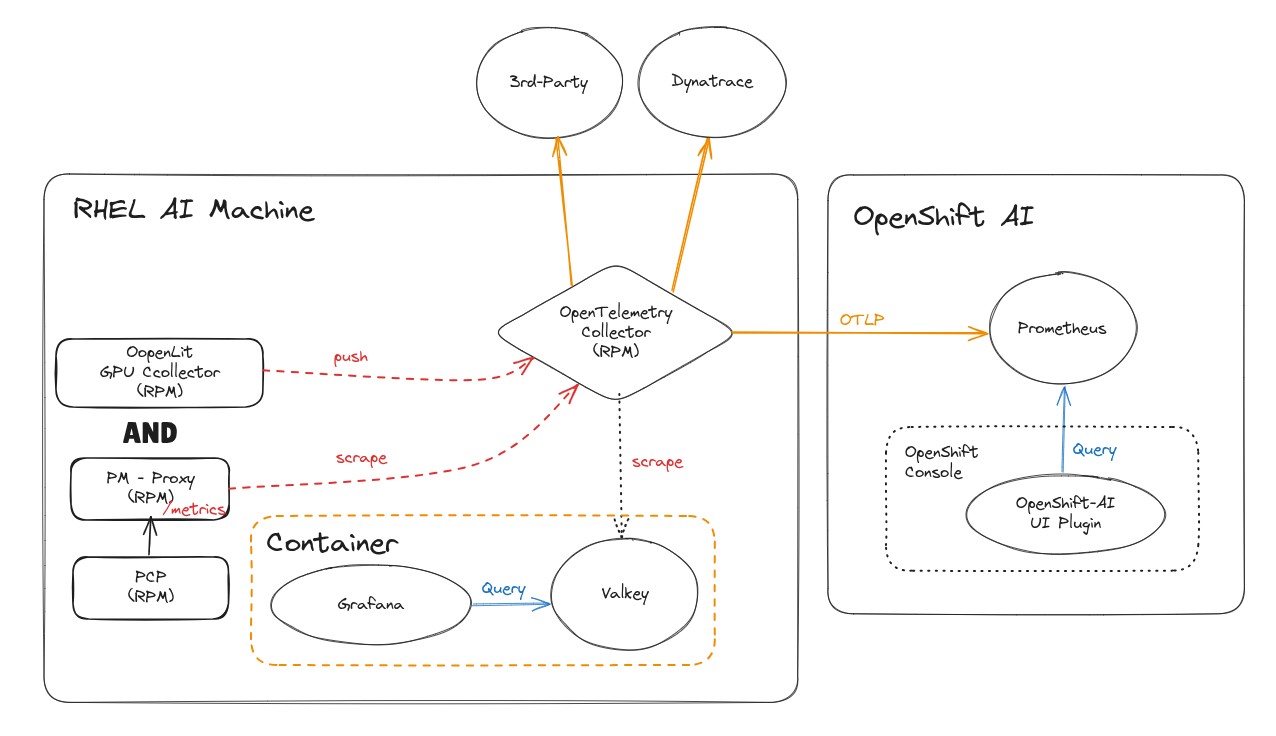 3rd-Party
Dynatrace
RHEL AI Machine
OpenShift AI
OpenTelemetry
Collector
(RPM)
OTLP
Prometheus
OopenLit
GPU Ccollector
(RPM)
push
AND
PM - Proxy
(RPM)
/metrics
scrape
scrape
PCP
(RPM)
Container
Grafana
Query
Valkey
OpenShift
Console
Query
OpenShift-AI
UI Plugin